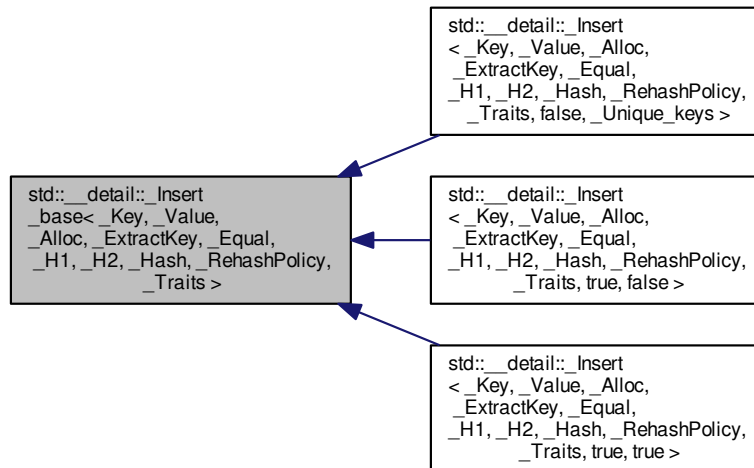 std::__detail::_Insert
< _Key, _Value, _Alloc,
_ExtractKey, _Equal,
_H1, _H2, _Hash, _RehashPolicy,
_Traits, false, _Unique_keys >
std::__detail::_Insert
_base< _Key, _Value,
_Alloc, _ExtractKey, _Equal,
_H1, _H2, _Hash, _RehashPolicy,
_Traits >
std::__detail::_Insert
< _Key, _Value, _Alloc,
_ExtractKey, _Equal,
_H1, _H2, _Hash, _RehashPolicy,
_Traits, true, false >
std::__detail::_Insert
< _Key, _Value, _Alloc,
_ExtractKey, _Equal,
_H1, _H2, _Hash, _RehashPolicy,
_Traits, true, true >